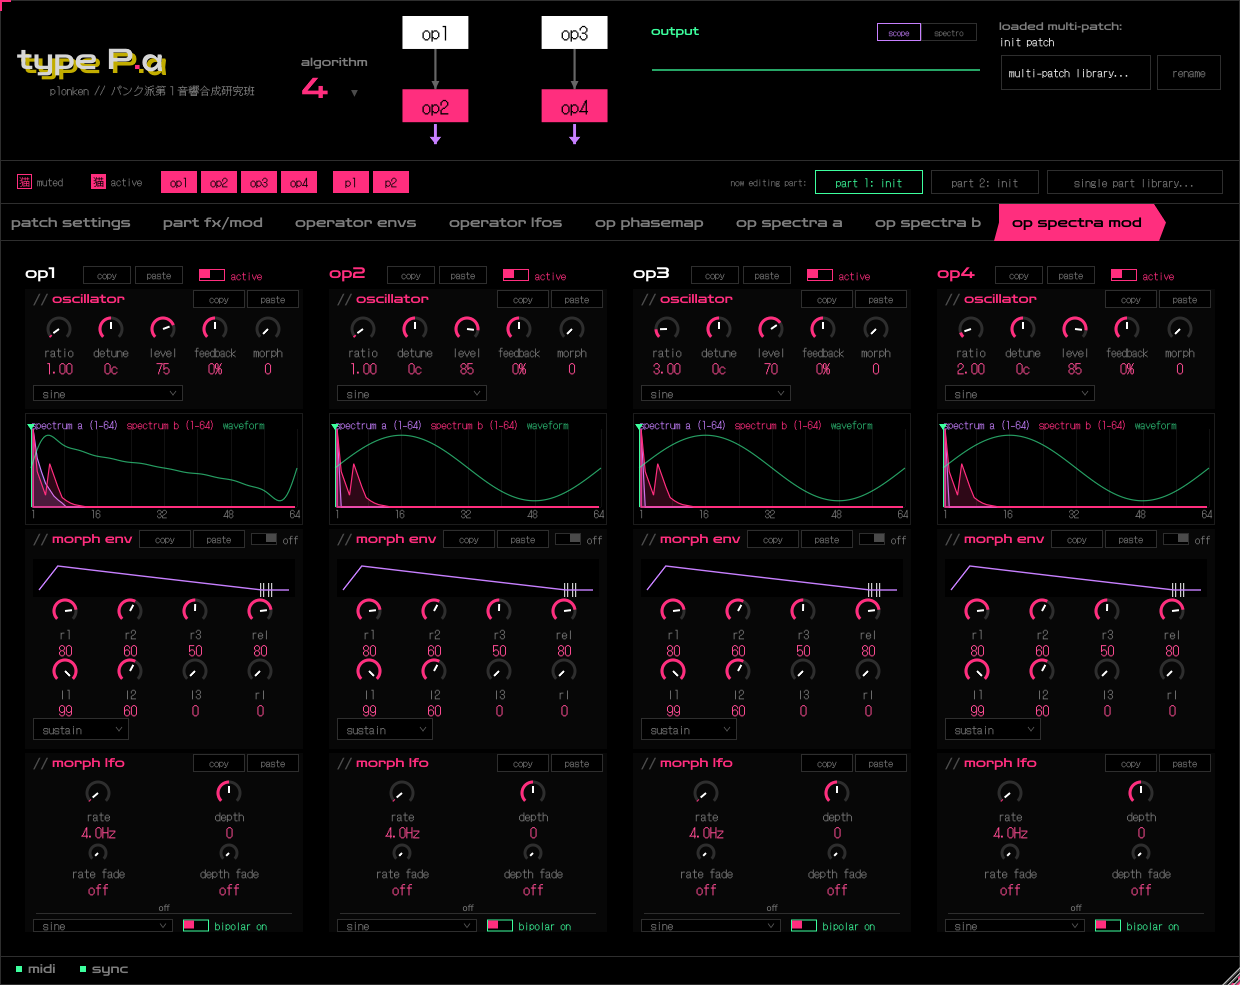 type P.a
plonken // パンク派第1音響合成研究班
algorithm
4
op1
op3
op2
op4
output
scope
spectro
loaded multi-patch:
init patch
multi-patch library...
rename
猫 muted
猫 active
op1 op2 op3 op4 p1 p2
now editing part:
part 1: init
part 2: init
single part library...
patch settings
part fx/mod
operator envs
operator lfos
op phasemap
op spectra a
op spectra b
op spectra mod
op1 copy paste active
// oscillator copy paste
ratio detune level feedback morph
1.00 0c 75 0% 0
sine
spectrum a (1-64) spectrum b (1-64) waveform
1 16 32 48 64
// morph env copy paste off
r1 r2 r3 rel
80 60 50 80
l1 l2 l3 rl
99 60 0 0
sustain
// morph lfo copy paste
rate depth
4.0Hz 0
rate fade depth fade
off off
off
sine bipolar on
op2 copy paste active
// oscillator copy paste
ratio detune level feedback morph
1.00 0c 85 0% 0
sine
spectrum a (1-64) spectrum b (1-64) waveform
1 16 32 48 64
// morph env copy paste off
r1 r2 r3 rel
80 60 50 80
l1 l2 l3 rl
99 60 0 0
sustain
// morph lfo copy paste
rate depth
4.0Hz 0
rate fade depth fade
off off
off
sine bipolar on
op3 copy paste active
// oscillator copy paste
ratio detune level feedback morph
3.00 0c 70 0% 0
sine
spectrum a (1-64) spectrum b (1-64) waveform
1 16 32 48 64
// morph env copy paste off
r1 r2 r3 rel
80 60 50 80
l1 l2 l3 rl
99 60 0 0
sustain
// morph lfo copy paste
rate depth
4.0Hz 0
rate fade depth fade
off off
off
sine bipolar on
op4 copy paste active
// oscillator copy paste
ratio detune level feedback morph
2.00 0c 85 0% 0
sine
spectrum a (1-64) spectrum b (1-64) waveform
1 16 32 48 64
// morph env copy paste off
r1 r2 r3 rel
80 60 50 80
l1 l2 l3 rl
99 60 0 0
sustain
// morph lfo copy paste
rate depth
4.0Hz 0
rate fade depth fade
off off
off
sine bipolar on
midi sync